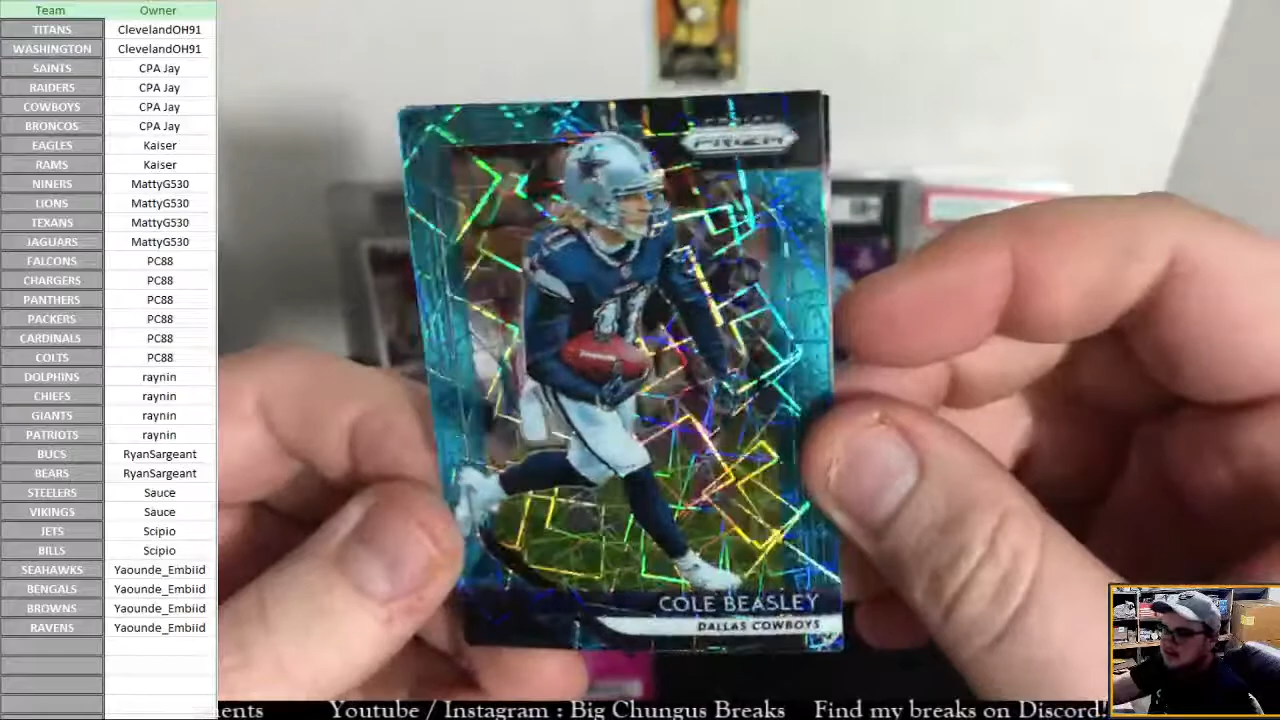 Team Owner
TITANS ClevelandOH91
WASHINGTON ClevelandOH91
SAINTS CPA Jay
RAIDERS CPA Jay
COWBOYS CPA Jay
BRONCOS CPA Jay
EAGLES Kaiser
RAMS Kaiser
NINERS MattyG530
LIONS MattyG530
TEXANS MattyG530
JAGUARS MattyG530
FALCONS PC88
CHARGERS PC88
PANTHERS PC88
PACKERS PC88
CARDINALS PC88
COLTS PC88
DOLPHINS raynin
CHIEFS raynin
GIANTS raynin
PATRIOTS raynin
BUCS RyanSargeant
BEARS RyanSargeant
STEELERS Sauce
VIKINGS Sauce
JETS Scipio
BILLS Scipio
SEAHAWKS Yaounde_Embiid
BENGALS Yaounde_Embiid
BROWNS Yaounde_Embiid
RAVENS Yaounde_Embiid
PANINI
PRIZM
11
COLE BEASLEY
DALLAS COWBOYS
ents Youtube / Instagram : Big Chungus Breaks Find my breaks on Discord!